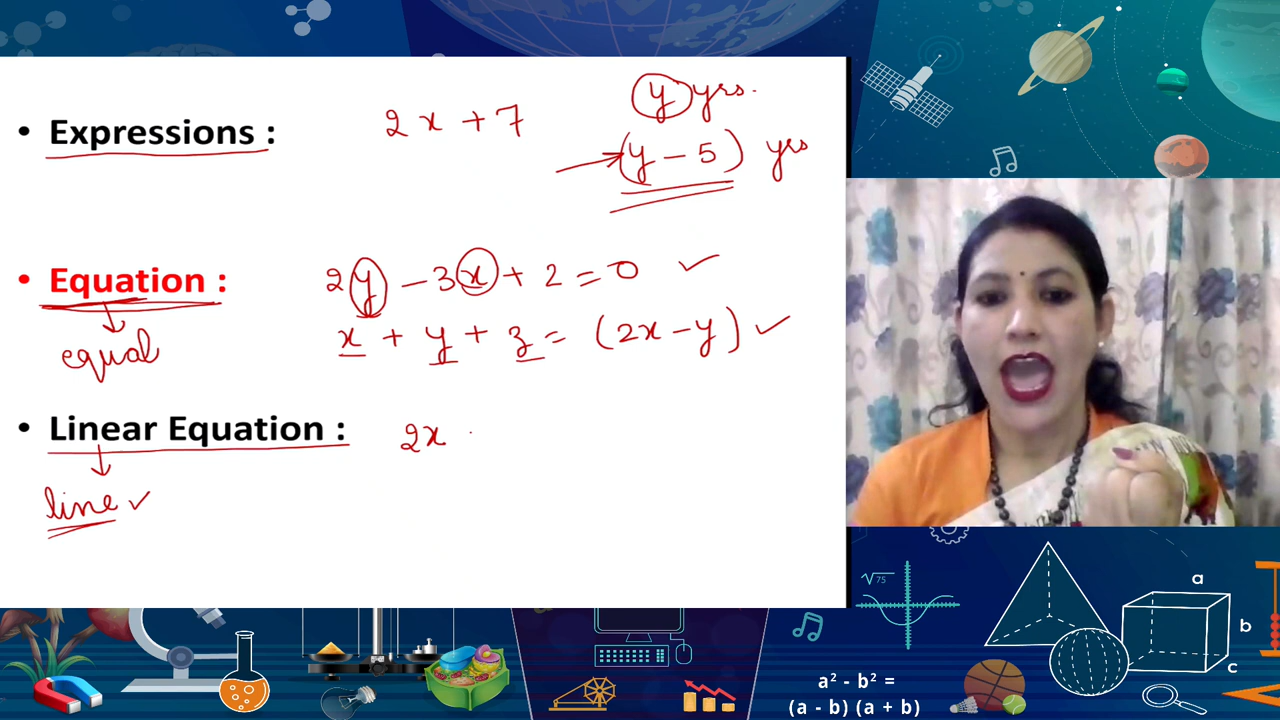 • Expressions : 2x + 7
y yrs.
(y − 5) yrs
• Equation : 2y − 3x + 2 = 0 ✓
equal
x + y + z = (2x − y) ✓
• Linear Equation : 2x
line ✓
√75
a
b
c
a² - b² =
(a - b) (a + b)